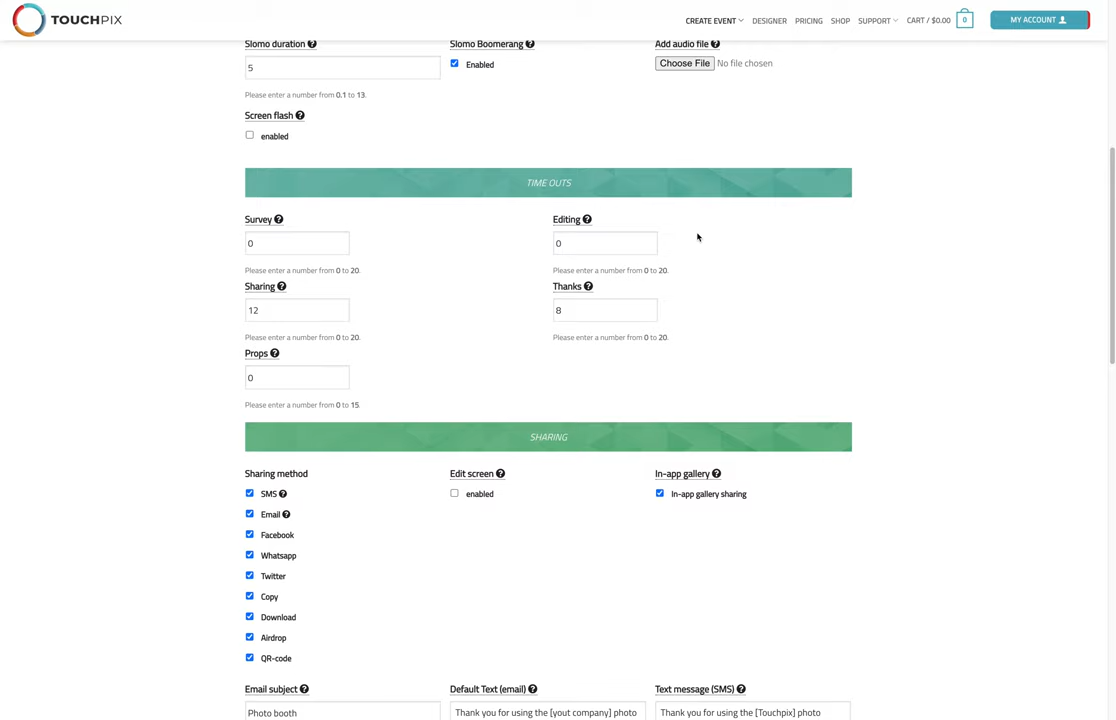 TOUCHPIX
CREATE EVENT DESIGNER PRICING SHOP SUPPORT CART / $0.00 0 MY ACCOUNT
Slomo duration ? Slomo Boomerang ? Add audio file ?
5 Enabled Choose File No file chosen
Please enter a number from 0.1 to 13.
Screen flash ?
enabled
TIME OUTS
Survey ? Editing ?
0 0
Please enter a number from 0 to 20. Please enter a number from 0 to 20.
Sharing ? Thanks ?
12 8
Please enter a number from 0 to 20. Please enter a number from 0 to 20.
Props ?
0
Please enter a number from 0 to 15.
SHARING
Sharing method Edit screen ? In-app gallery ?
SMS ? enabled In-app gallery sharing
Email ?
Facebook
Whatsapp
Twitter
Copy
Download
Airdrop
QR-code
Email subject ? Default Text (email) ? Text message (SMS) ?
Photo booth Thank you for using the [yout company] photo Thank you for using the [Touchpix] photo